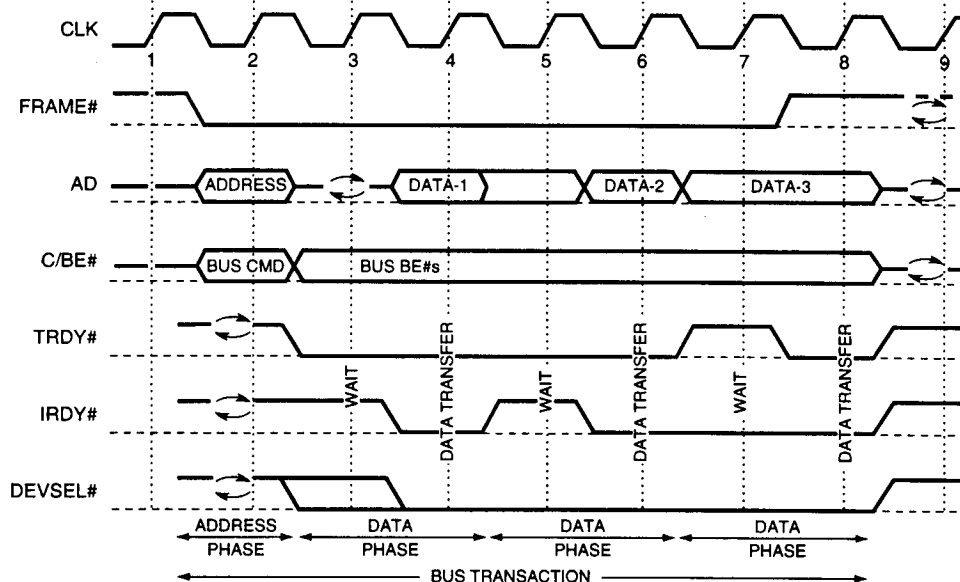 CLK
1 2 3 4 5 6 7 8 9
FRAME#
AD
ADDRESS DATA-1 DATA-2 DATA-3
C/BE#
BUS CMD BUS BE#s
TRDY#
WAIT
DATA TRANSFER
WAIT
DATA TRANSFER
WAIT
DATA TRANSFER
IRDY#
DEVSEL#
ADDRESS DATA DATA DATA
PHASE PHASE PHASE PHASE
BUS TRANSACTION